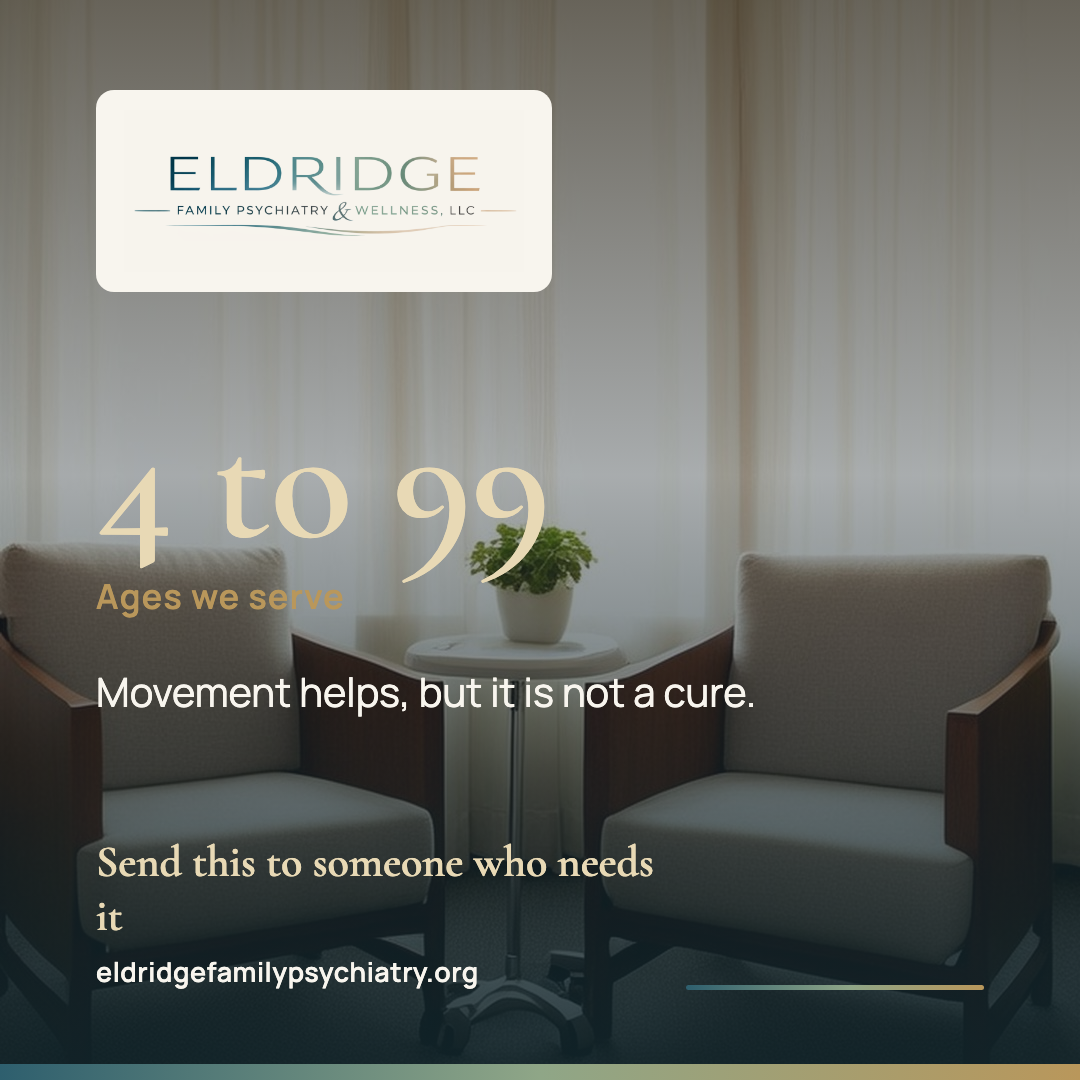 ELDRIDGE
FAMILY PSYCHIATRY & WELLNESS, LLC
4 to 99
Ages we serve
Movement helps, but it is not a cure.
Send this to someone who needs
it
eldridgefamilypsychiatry.org